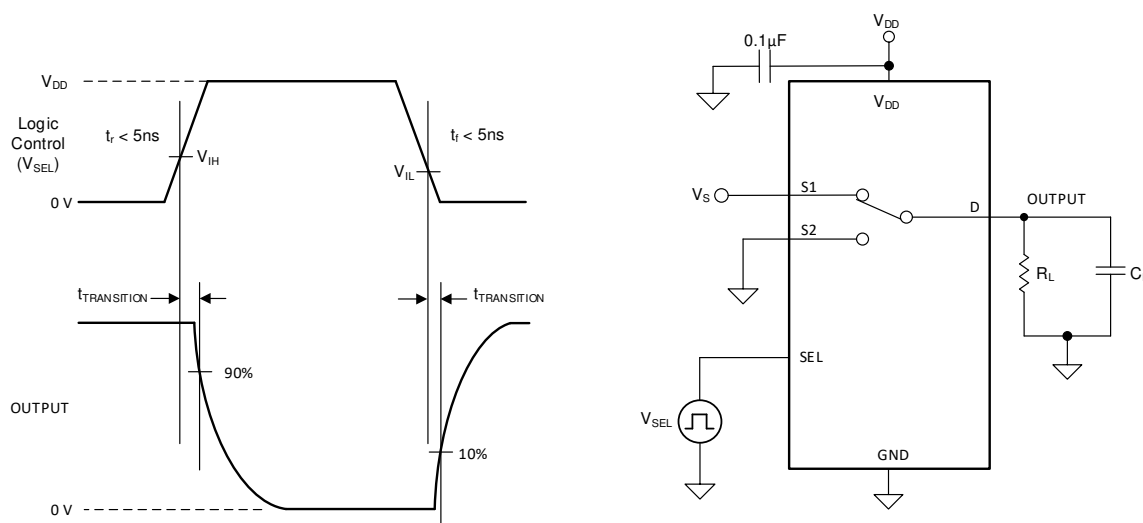 V_DD
Logic
Control
(V_SEL)
t_r < 5ns
t_f < 5ns
V_IH
V_IL
0 V
t_TRANSITION
t_TRANSITION
90%
OUTPUT
10%
0 V
V_DD
0.1µF
V_DD
V_S
S1
D
OUTPUT
S2
R_L
C
SEL
V_SEL
GND